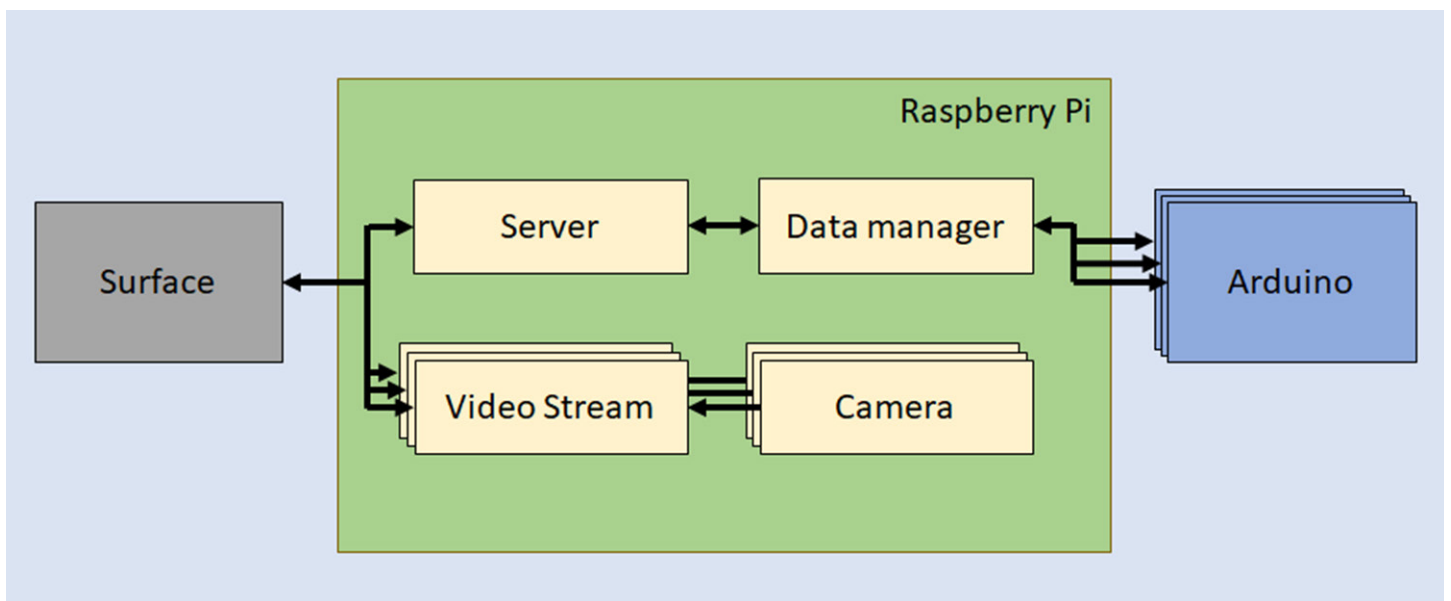 Raspberry Pi
Surface
Server
Data manager
Arduino
Video Stream
Camera